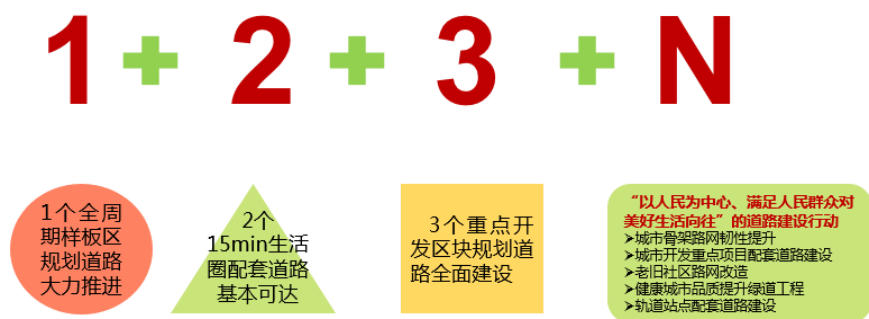 1 + 2 + 3 + N
1个全周
期样板区
规划道路
大力推进
2个
15min生活
圈配套道路
基本可达
3个重点开
发区块规划道
路全面建设
“以人民为中心、满足人民群众对
美好生活向往”的道路建设行动
➢城市骨架路网韧性提升
➢城市开发重点项目配套道路建设
➢老旧社区路网改造
➢健康城市品质提升绿道工程
➢轨道站点配套道路建设